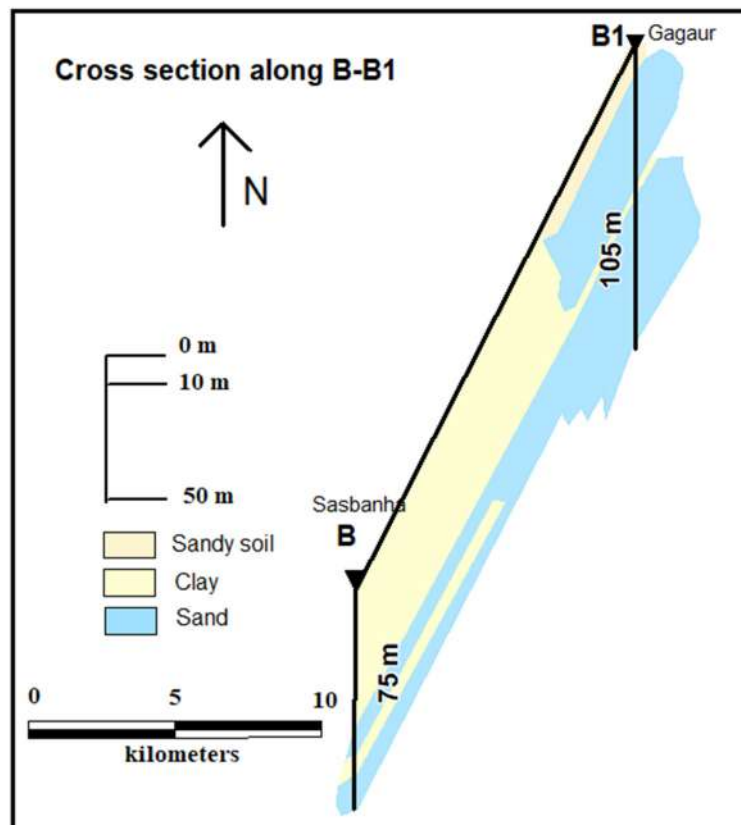 B1 Gagaur
Cross section along B-B1
N
105 m
0 m
10 m
50 m
Sasbanha
B
Sandy soil
Clay
Sand
75 m
0 5 10
kilometers